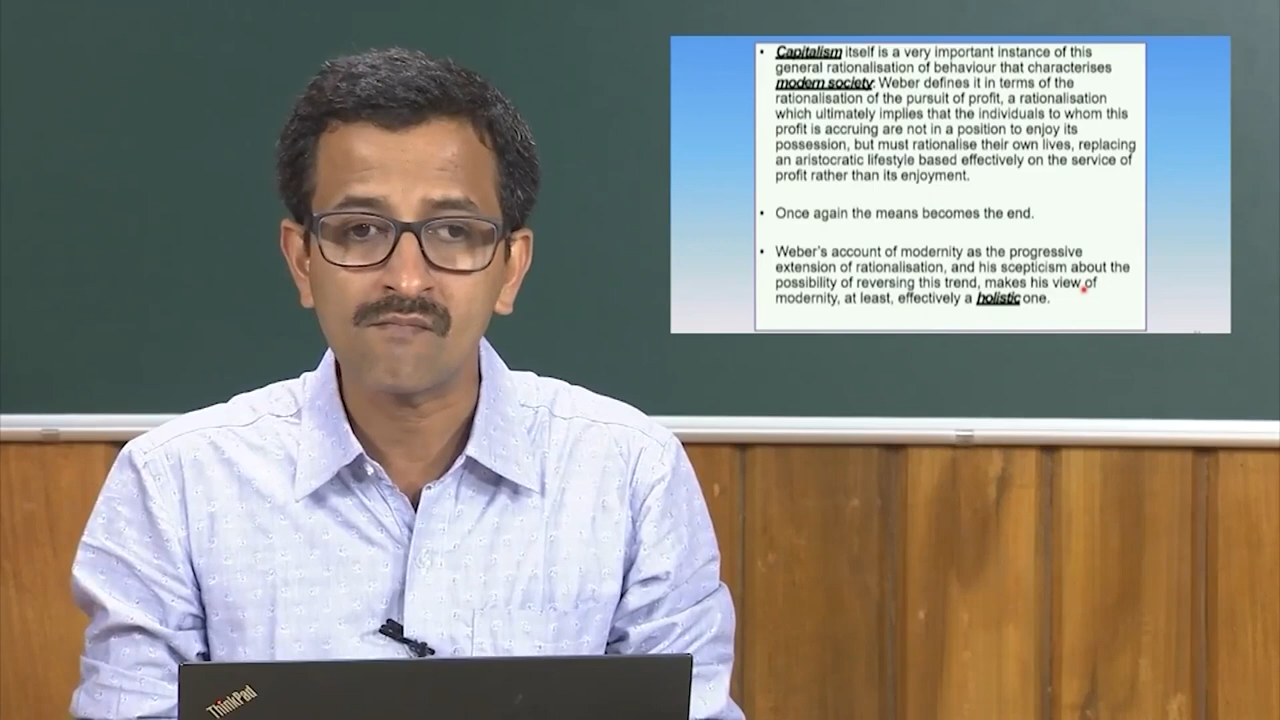 • Capitalism itself is a very important instance of this
general rationalisation of behaviour that characterises
modern society. Weber defines it in terms of the
rationalisation of the pursuit of profit, a rationalisation
which ultimately implies that the individuals to whom this
profit is accruing are not in a position to enjoy its
possession, but must rationalise their own lives, replacing
an aristocratic lifestyle based effectively on the service of
profit rather than its enjoyment.
• Once again the means becomes the end.
• Weber's account of modernity as the progressive
extension of rationalisation, and his scepticism about the
possibility of reversing this trend, makes his view of
modernity, at least, effectively a holistic one.
ThinkPad